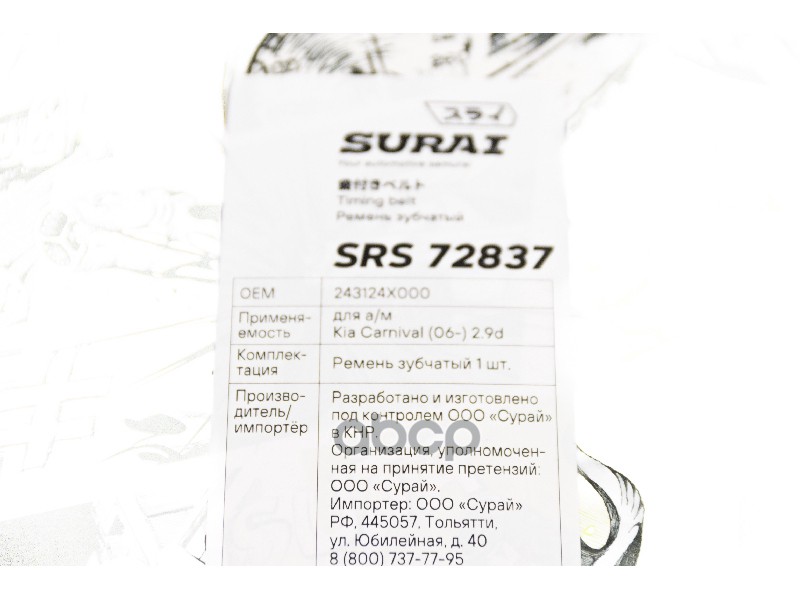 スライ
SURAI
Your automotive samurai
歯付きベルト
Timing belt
Ремень зубчатый
SRS 72837
OEM 243124X000
Применя- для а/м
емость Kia Carnival (06-) 2.9d
Комплек- Ремень зубчатый 1 шт.
тация
Произво- Разработано и изготовлено
дитель/ под контролем ООО «Сурай»
импортёр в КНР.
abcp
Организация, уполномочен-
ная на принятие претензий:
ООО «Сурай».
Импортер: ООО «Сурай»
РФ, 445057, Тольятти,
ул. Юбилейная, д. 40
8 (800) 737-77-95